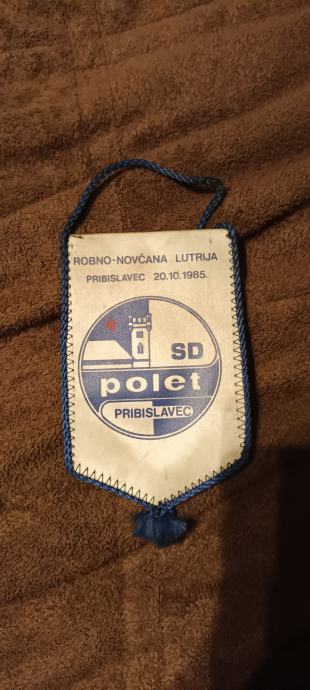 ROBNO-NOVČANA LUTRIJA
PRIBISLAVEC 20.10.1985.
SD
polet
PRIBISLAVEC